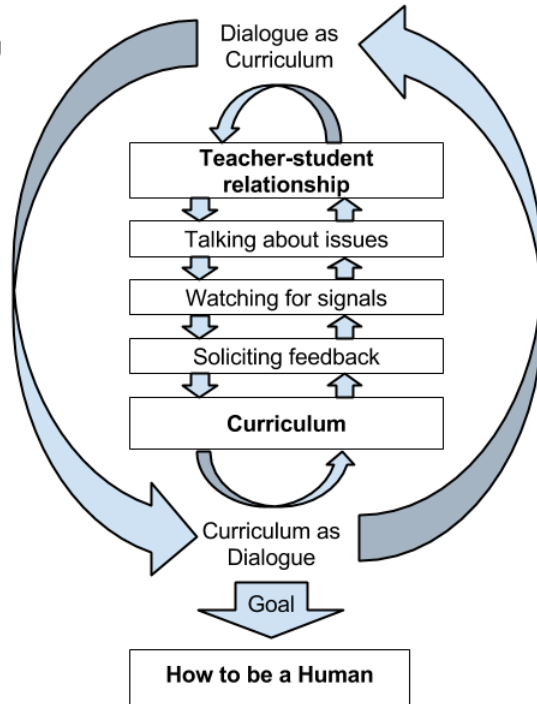 Dialogue as
Curriculum
Teacher-student
relationship
Talking about issues
Watching for signals
Soliciting feedback
Curriculum
Curriculum as
Dialogue
Goal
How to be a Human